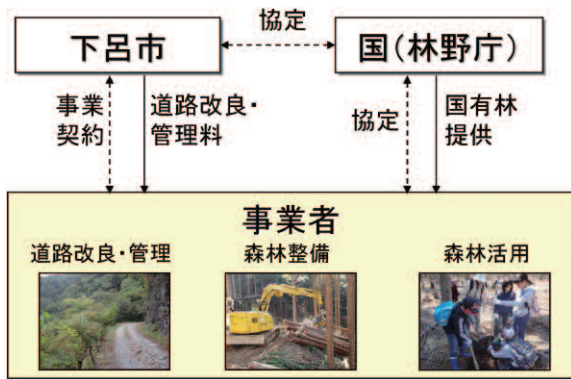 協定
下呂市
国(林野庁)
事業
契約
道路改良・
管理料
協定
国有林
提供
事業者
道路改良・管理
森林整備
森林活用